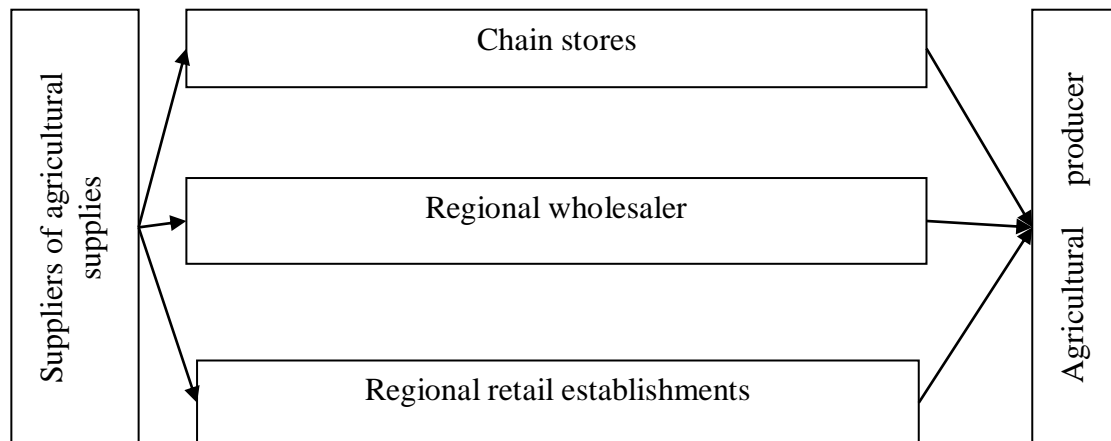 Suppliers of agricultural
supplies
Chain stores
Regional wholesaler
Regional retail establishments
Agricultural producer